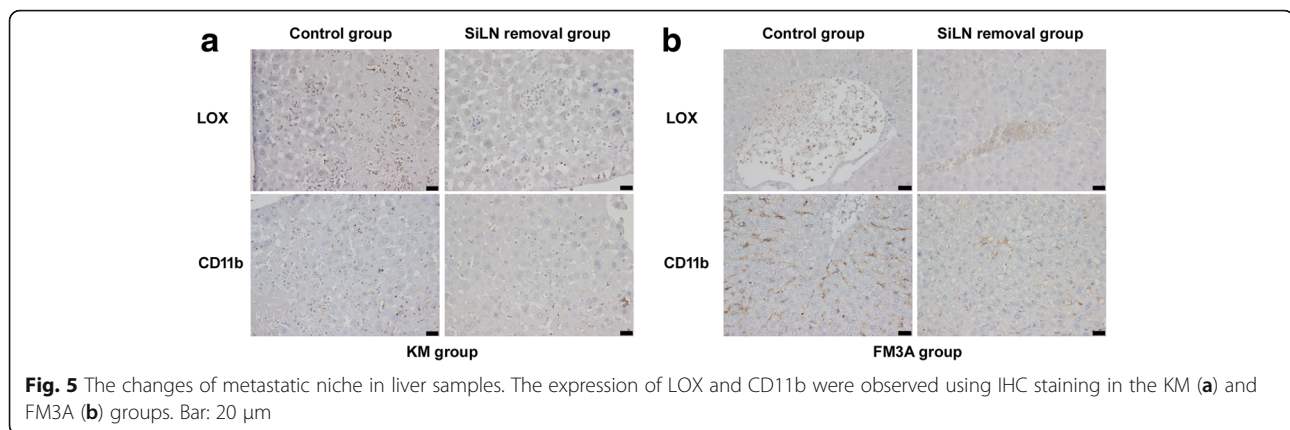 a
b
Control group SiLN removal group Control group SiLN removal group
LOX LOX
CD11b CD11b
KM group FM3A group
Fig. 5 The changes of metastatic niche in liver samples. The expression of LOX and CD11b were observed using IHC staining in the KM (a) and
FM3A (b) groups. Bar: 20 μm